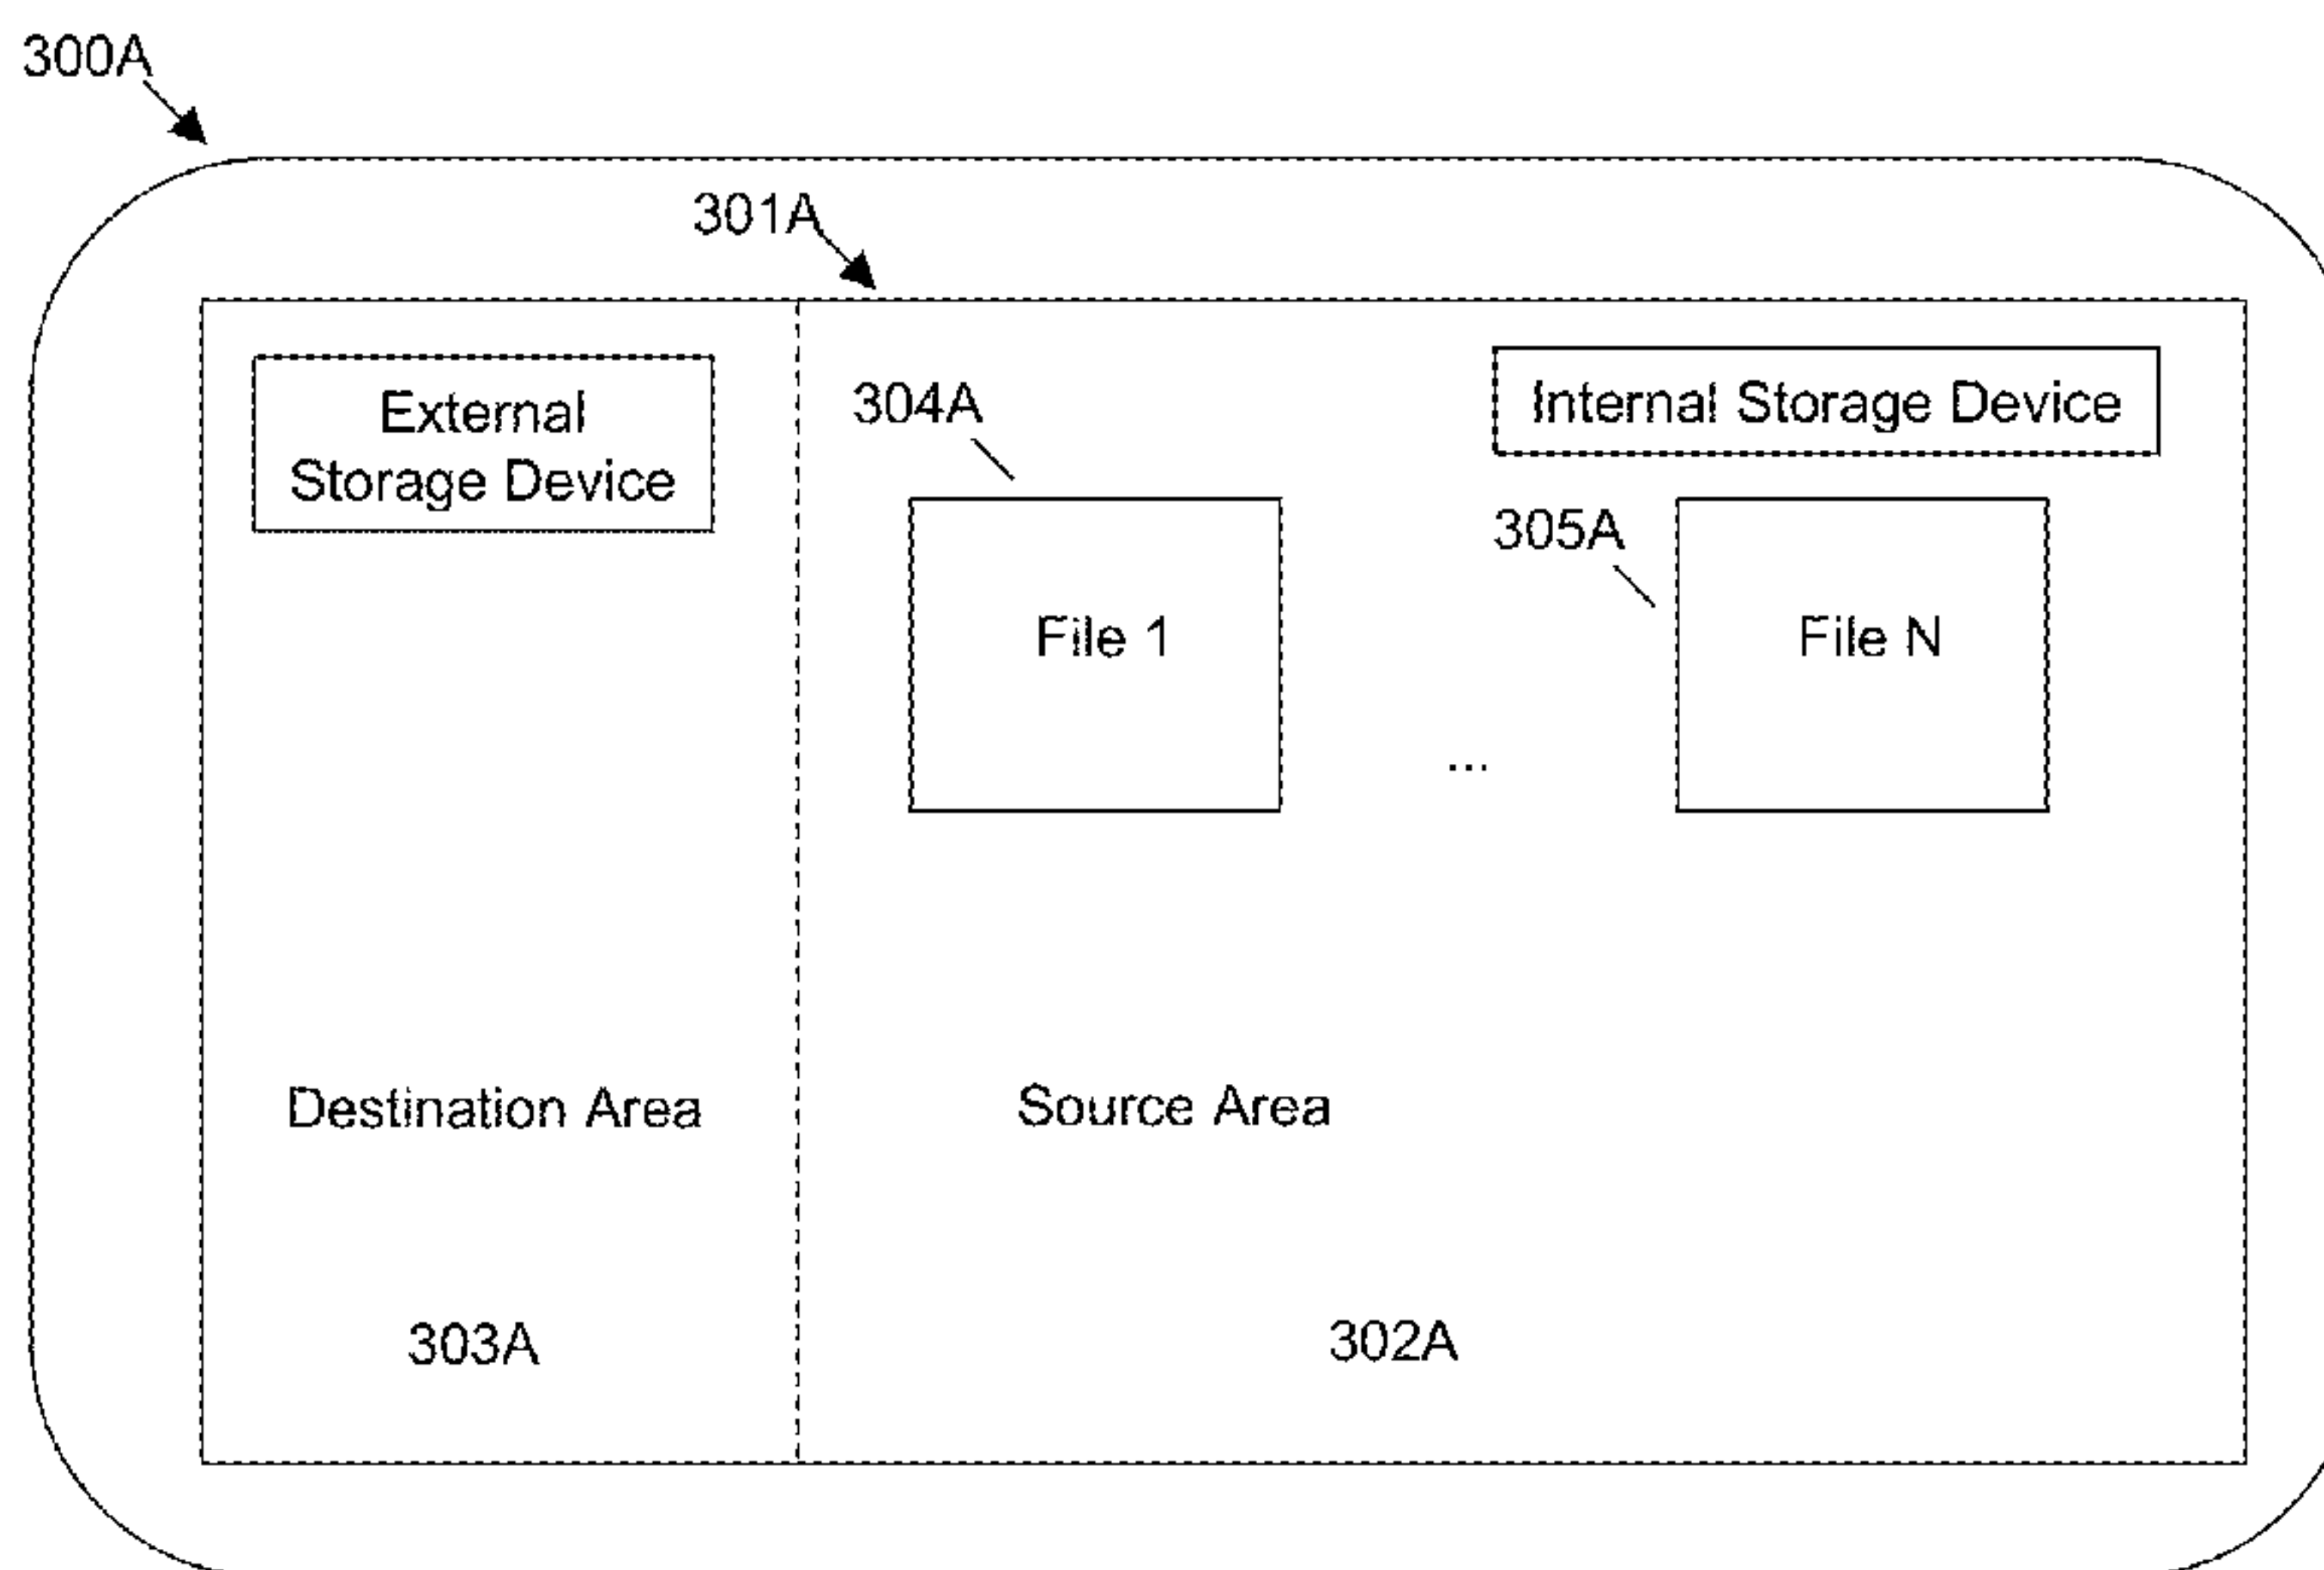 300A
301A
External
Storage Device
304A
Internal Storage Device
305A
File 1
File N
...
Destination Area
Source Area
303A
302A